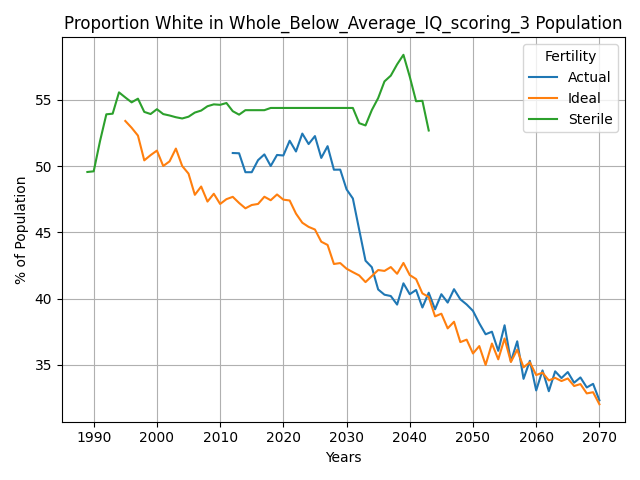 Proportion White in Whole_Below_Average_IQ_scoring_3 Population
Fertility
Actual
Ideal
Sterile
% of Population
55
50
45
40
35
1990 2000 2010 2020 2030 2040 2050 2060 2070
Years